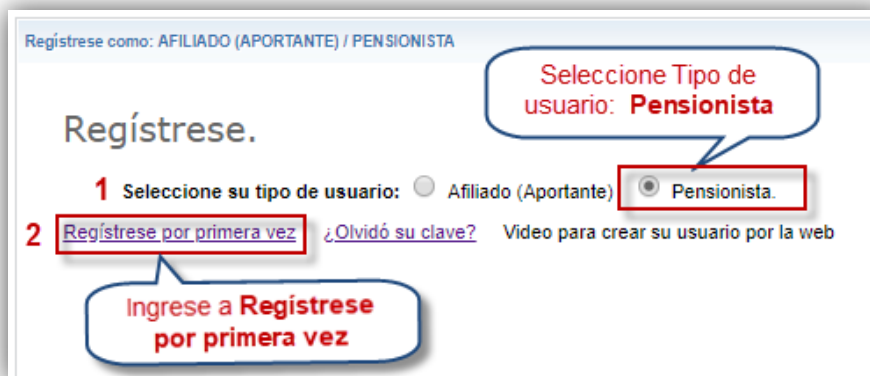 Regístrese como: AFILIADO (APORTANTE) / PENSIONISTA
Seleccione Tipo de
usuario: Pensionista
Regístrese.
1 Seleccione su tipo de usuario: Afiliado (Aportante) Pensionista.
2 Regístrese por primera vez ¿Olvidó su clave? Video para crear su usuario por la web
Ingrese a Regístrese
por primera vez